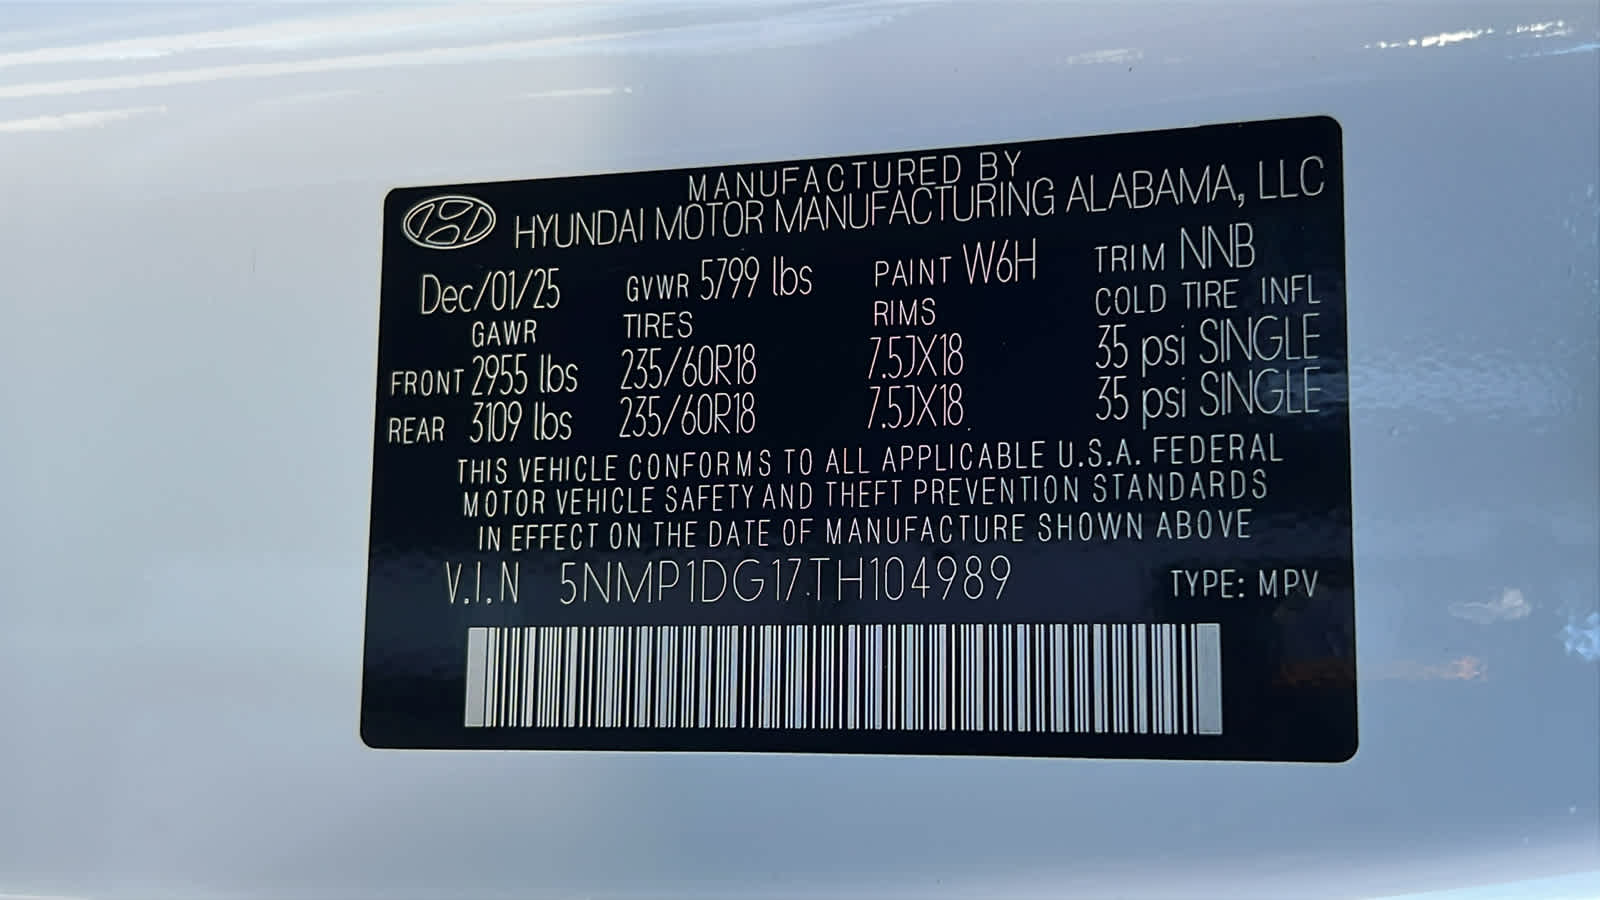 MANUFACTURED BY
HYUNDAI MOTOR MANUFACTURING ALABAMA, LLC
Dec/01/25 GVWR 5799 lbs PAINT W6H TRIM NNB
GAWR TIRES RIMS COLD TIRE INFL
FRONT 2955 lbs 235/60R18 7.5JX18 35 psi SINGLE
REAR 3109 lbs 235/60R18 7.5JX18 35 psi SINGLE
THIS VEHICLE CONFORMS TO ALL APPLICABLE U.S.A. FEDERAL
MOTOR VEHICLE SAFETY AND THEFT PREVENTION STANDARDS
IN EFFECT ON THE DATE OF MANUFACTURE SHOWN ABOVE
V.I.N 5NMP1DG17TH104989 TYPE: MPV